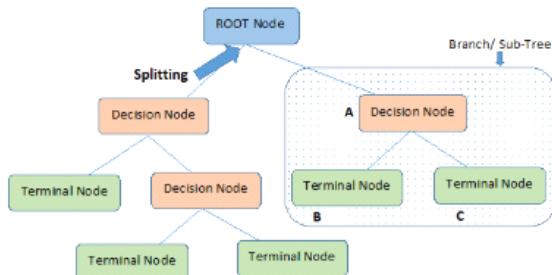 ROOT Node
Branch/ Sub-Tree
Splitting
Decision Node
A
Decision Node
Terminal Node
Decision Node
Terminal Node
Terminal Node
B
C
Terminal Node
Terminal Node